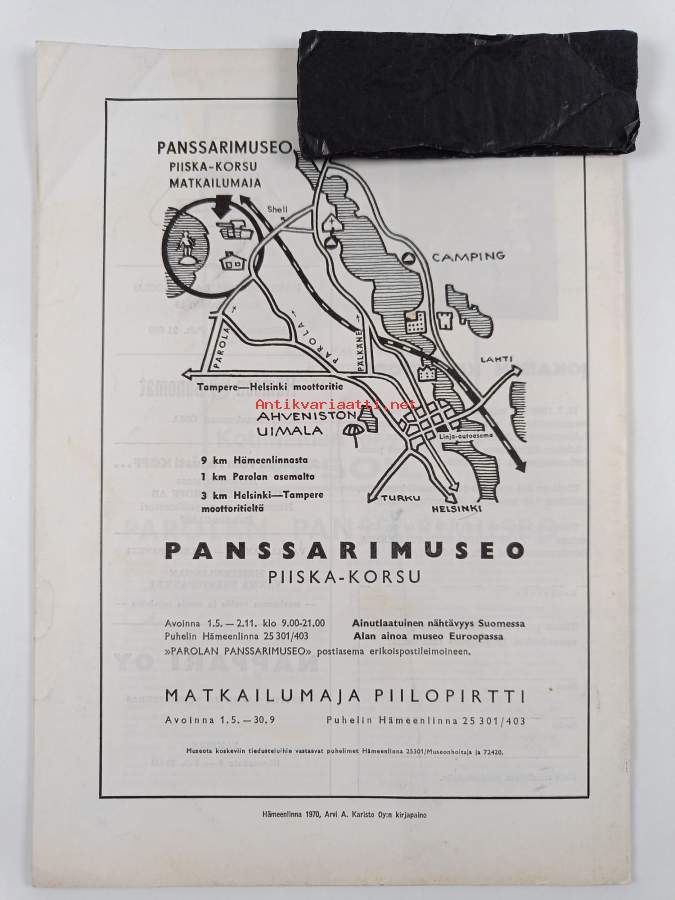 PANSSARIMUSEO
PIISKA-KORSU
MATKAILUMAJA
Shell
CAMPING
PAROLA
PAROLA
PÄLKÄNE
LAHTI
Tampere—Helsinki moottoritie
Antikvariaatti.net
AHVENISTON
UIMALA
Linja-autoasema
9 km Hämeenlinnasta
1 km Parolan asemalta
3 km Helsinki—Tampere
moottoritieltä
TURKU
HELSINKI
PANSSARIMUSEO
PIISKA-KORSU
Avoinna 1.5. — 2.11. klo 9.00-21.00 Ainutlaatuinen nähtävyys Suomessa
Puhelin Hämeenlinna 25 301/403 Alan ainoa museo Euroopassa
»PAROLAN PANSSARIMUSEO» postiasema erikoispostileimoineen.
MATKAILUMAJA PIILOPIRTTI
Avoinna 1.5. — 30.9 Puhelin Hämeenlinna 25 301/403
Museota koskeviin tiedusteluihin vastaavat puhelimet Hämeenlinna 25301/Museonhoitaja ja 72420.
Hämeenlinna 1970, Arvi A. Karisto Oy:n kirjapaino